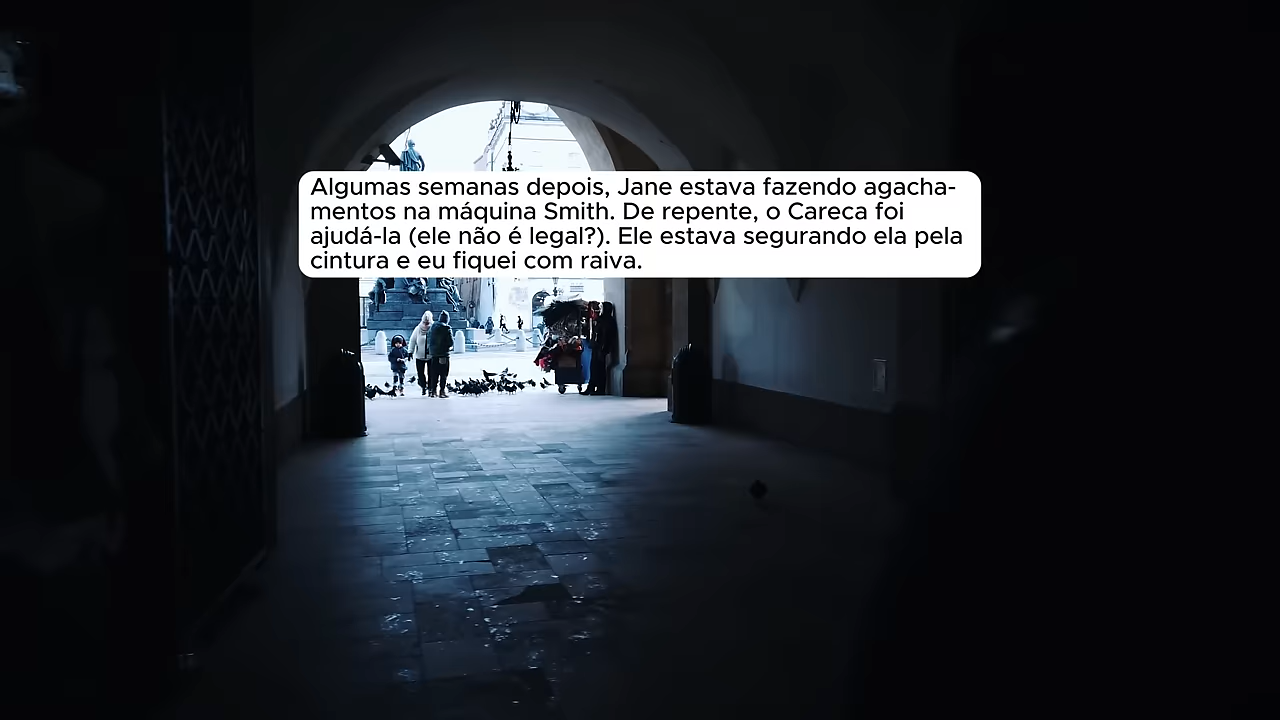 Algumas semanas depois, Jane estava fazendo agacha-
mentos na máquina Smith. De repente, o Careca foi
ajudá-la (ele não é legal?). Ele estava segurando ela pela
cintura e eu fiquei com raiva.